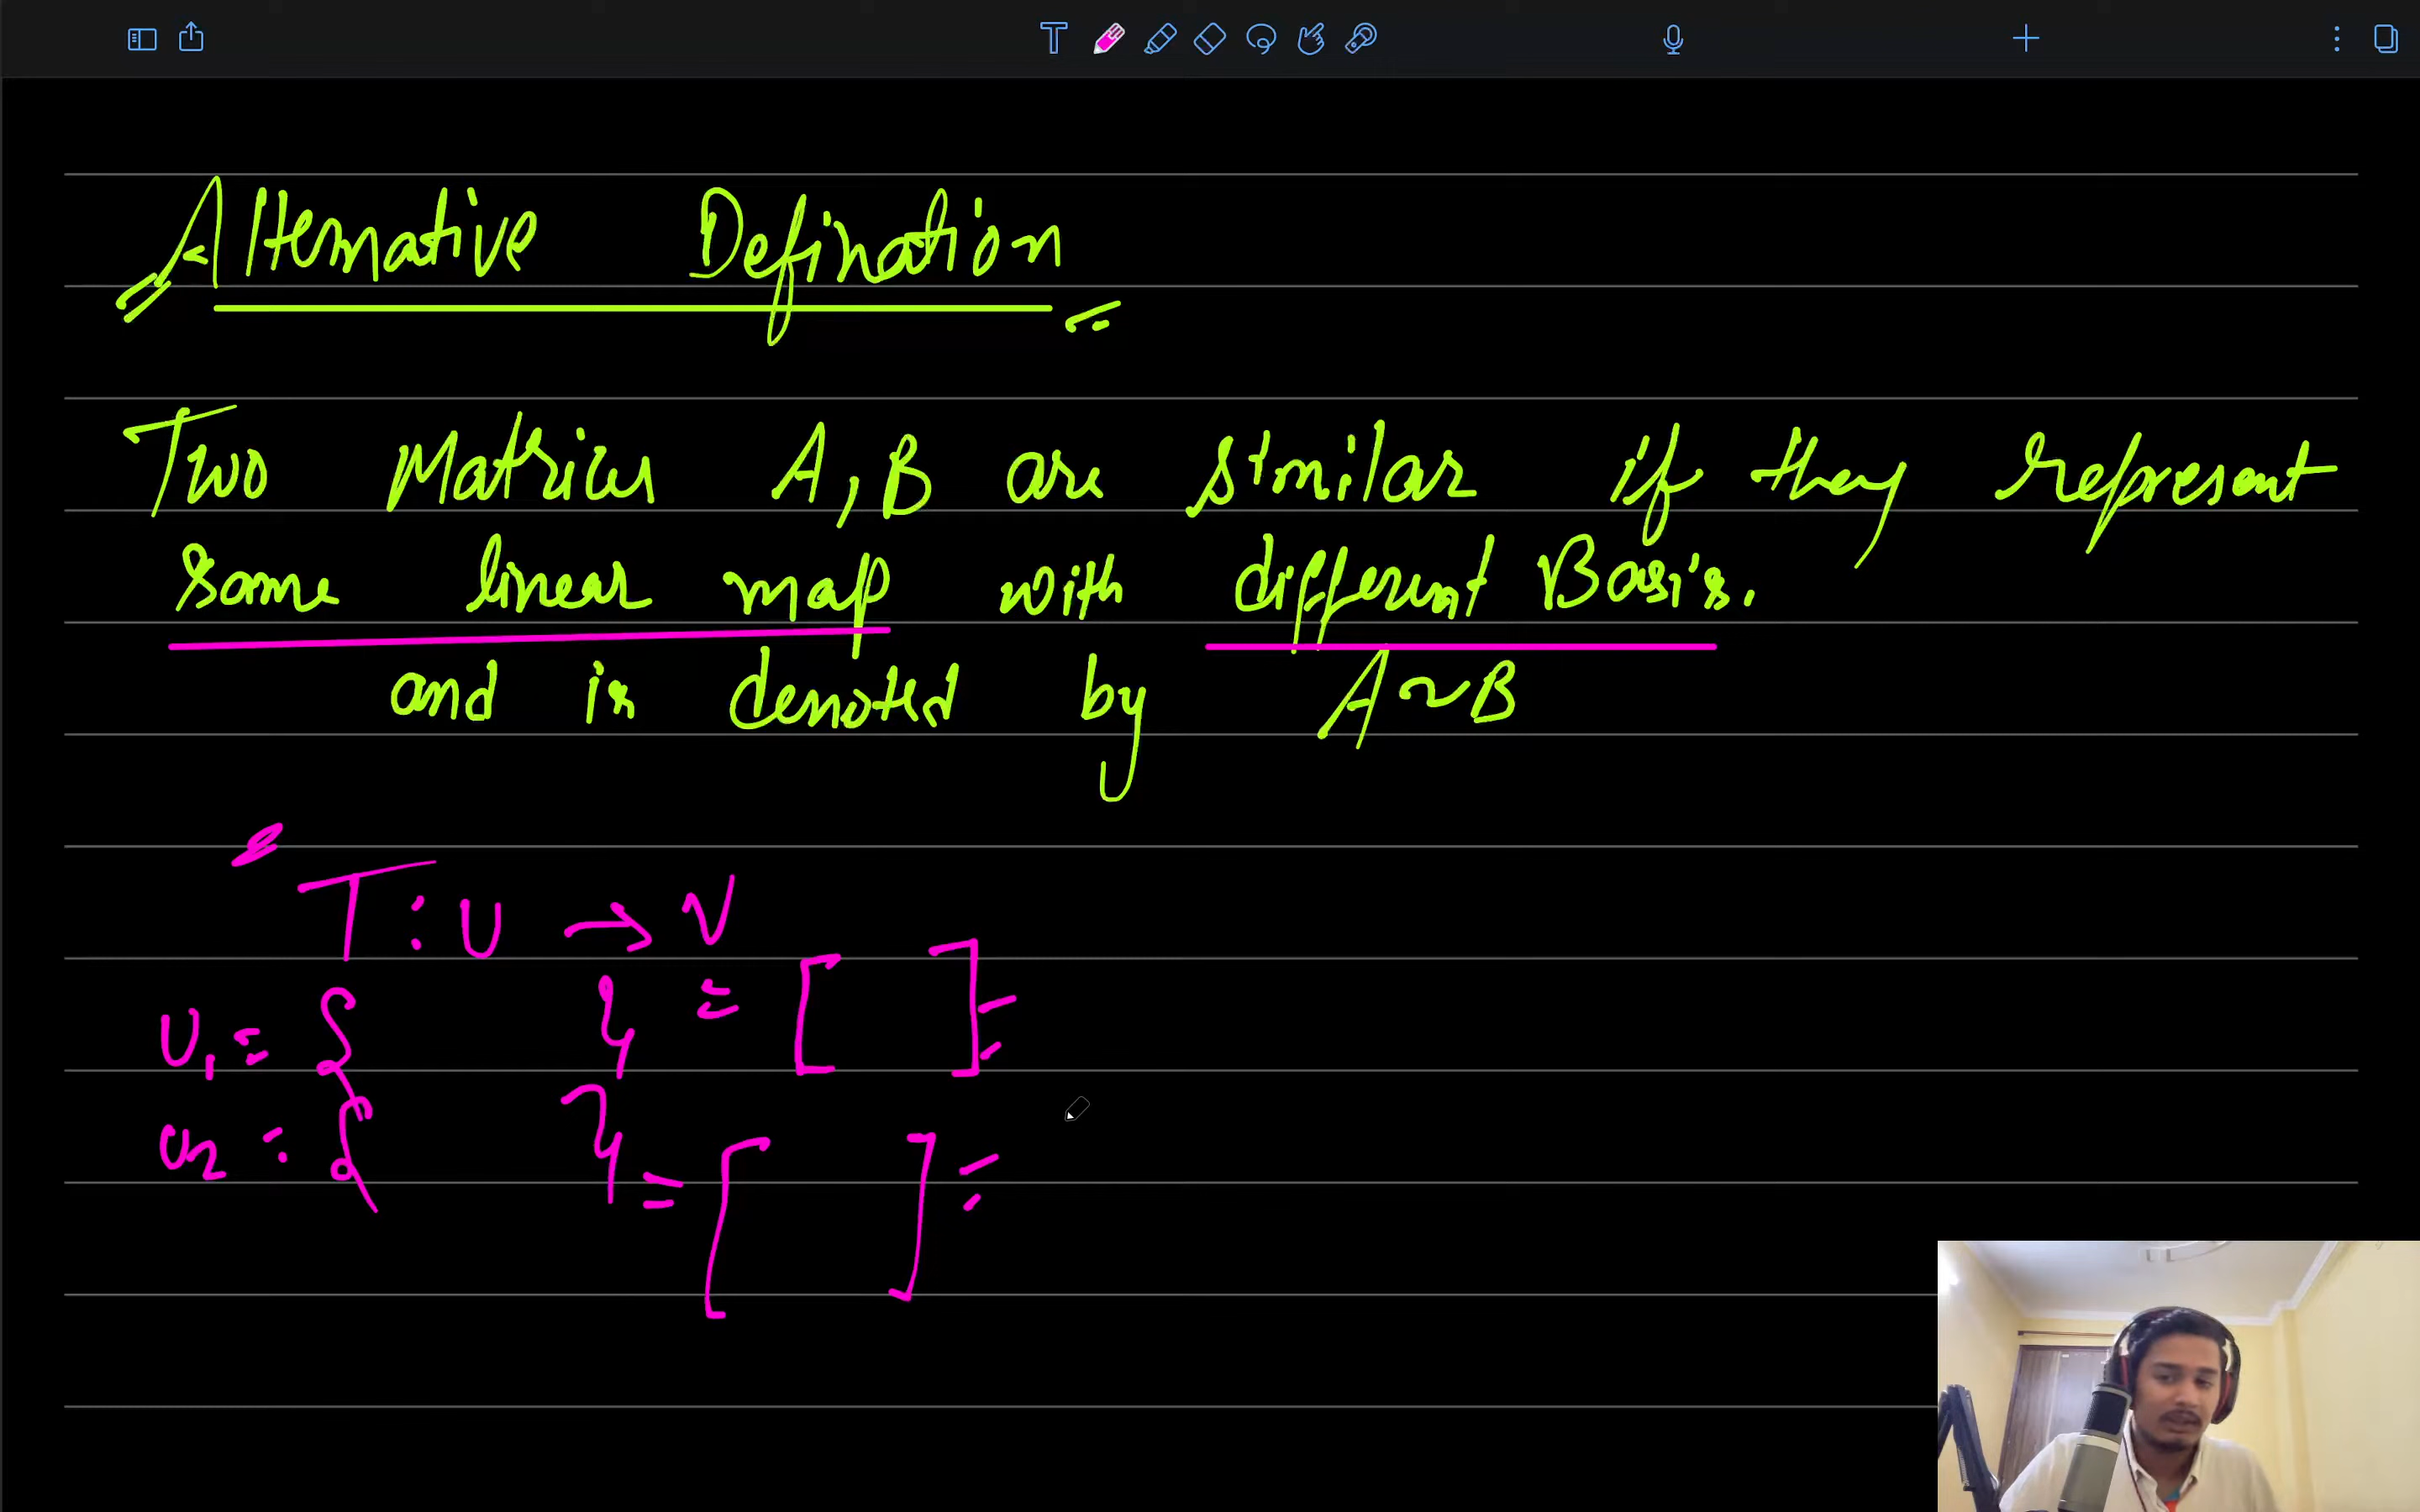 Alternative Defination
Two Matrices A, B are similar if they represent
same linear map with different Basis.
and is denoted by A ~ B
T : U → V
U₁ = { } = [ ] =
U₂ : { } = [ ] =